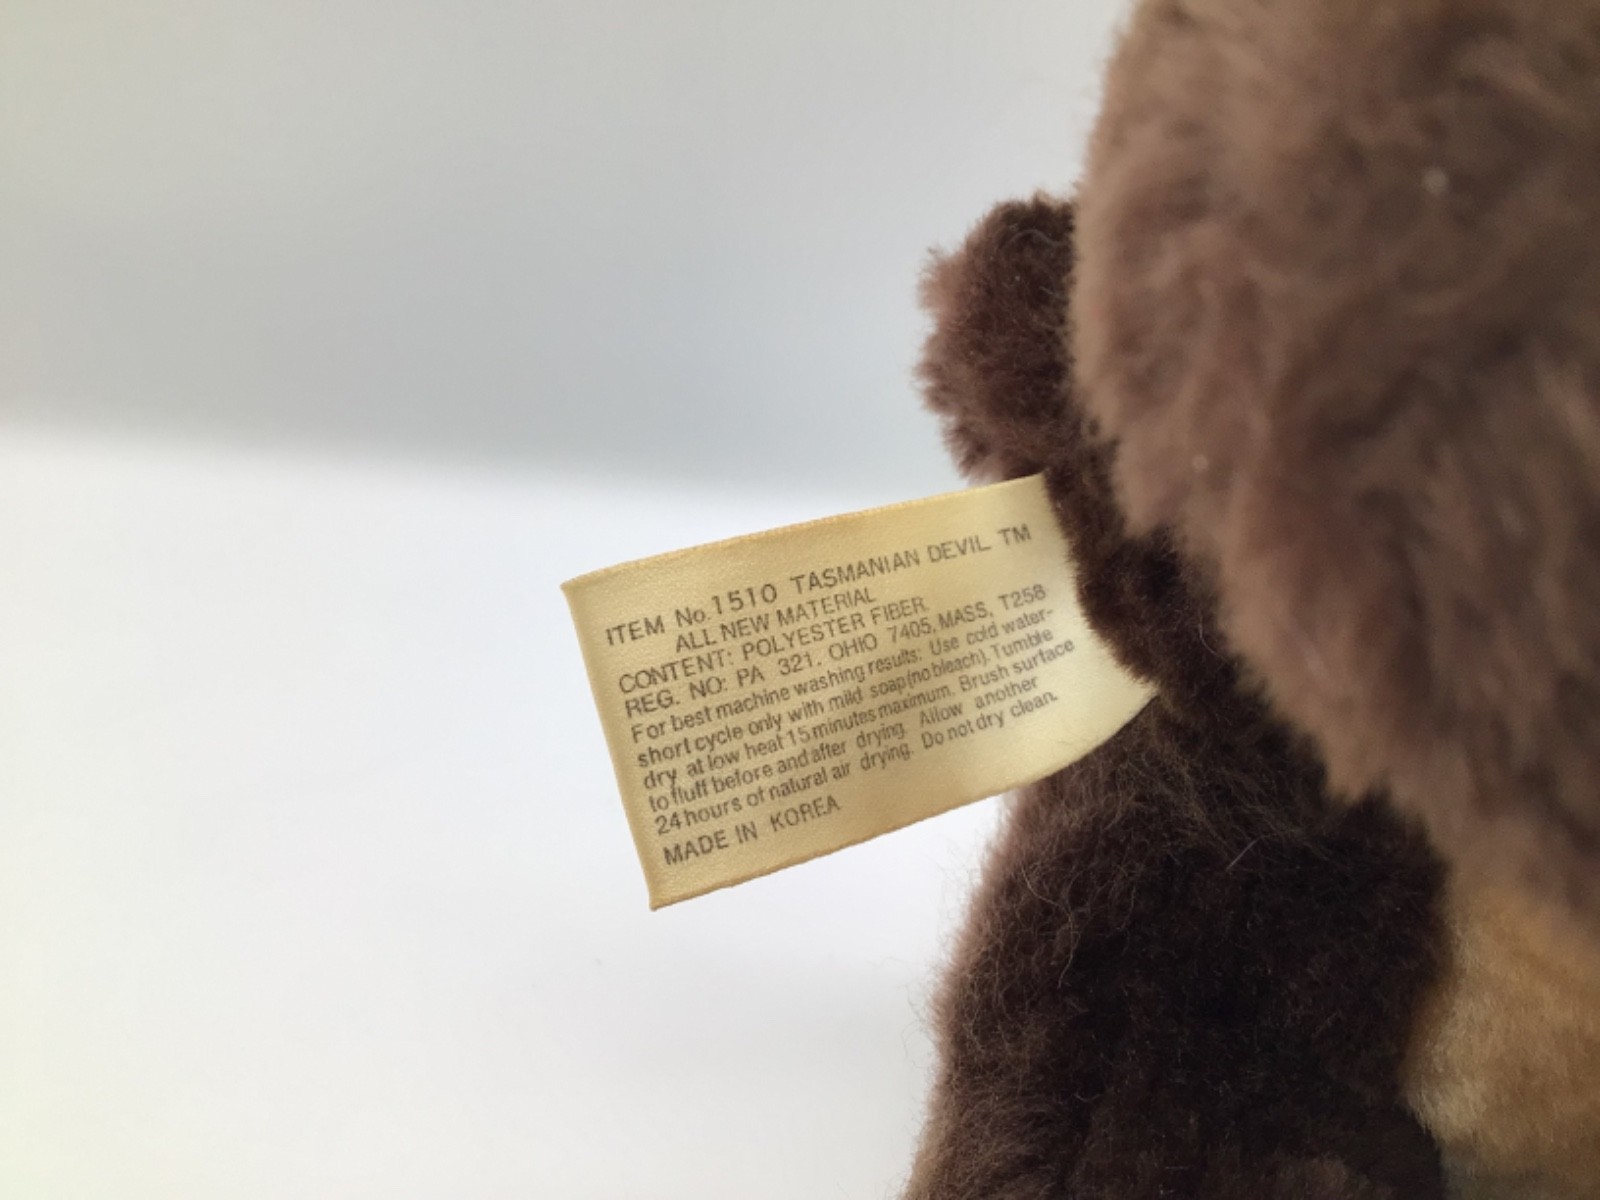 ITEM No. 1510 TASMANIAN DEVIL TM
ALL NEW MATERIAL
CONTENT: POLYESTER FIBER.
REG. NO: PA 321. OHIO 7405, MASS, T258
For best machine washing results: Use cold water-
short cycle only with mild soap (no bleach). Tumble
dry at low heat 15 minutes maximum. Brush surface
to fluff before and after drying. Allow another
24 hours of natural air drying. Do not dry clean.
MADE IN KOREA